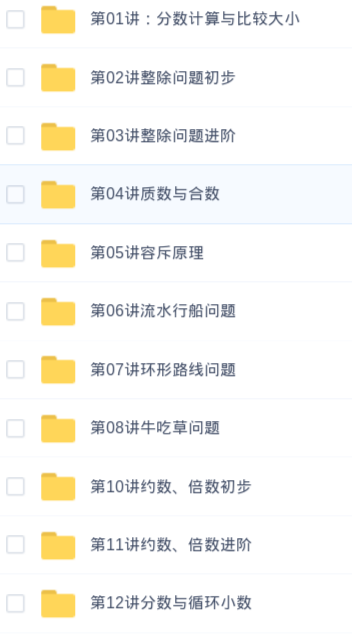 第01讲：分数计算与比较大小
第02讲整除问题初步
第03讲整除问题进阶
第04讲质数与合数
第05讲容斥原理
第06讲流水行船问题
第07讲环形路线问题
第08讲牛吃草问题
第10讲约数、倍数初步
第11讲约数、倍数进阶
第12讲分数与循环小数